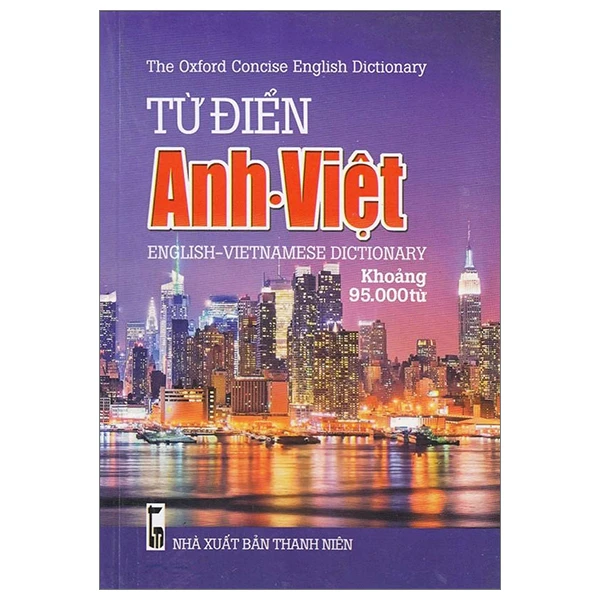 The Oxford Concise English Dictionary
TỪ ĐIỂN
Anh·Việt
ENGLISH-VIETNAMESE DICTIONARY
Khoảng
95.000 từ
NHÀ XUẤT BẢN THANH NIÊN